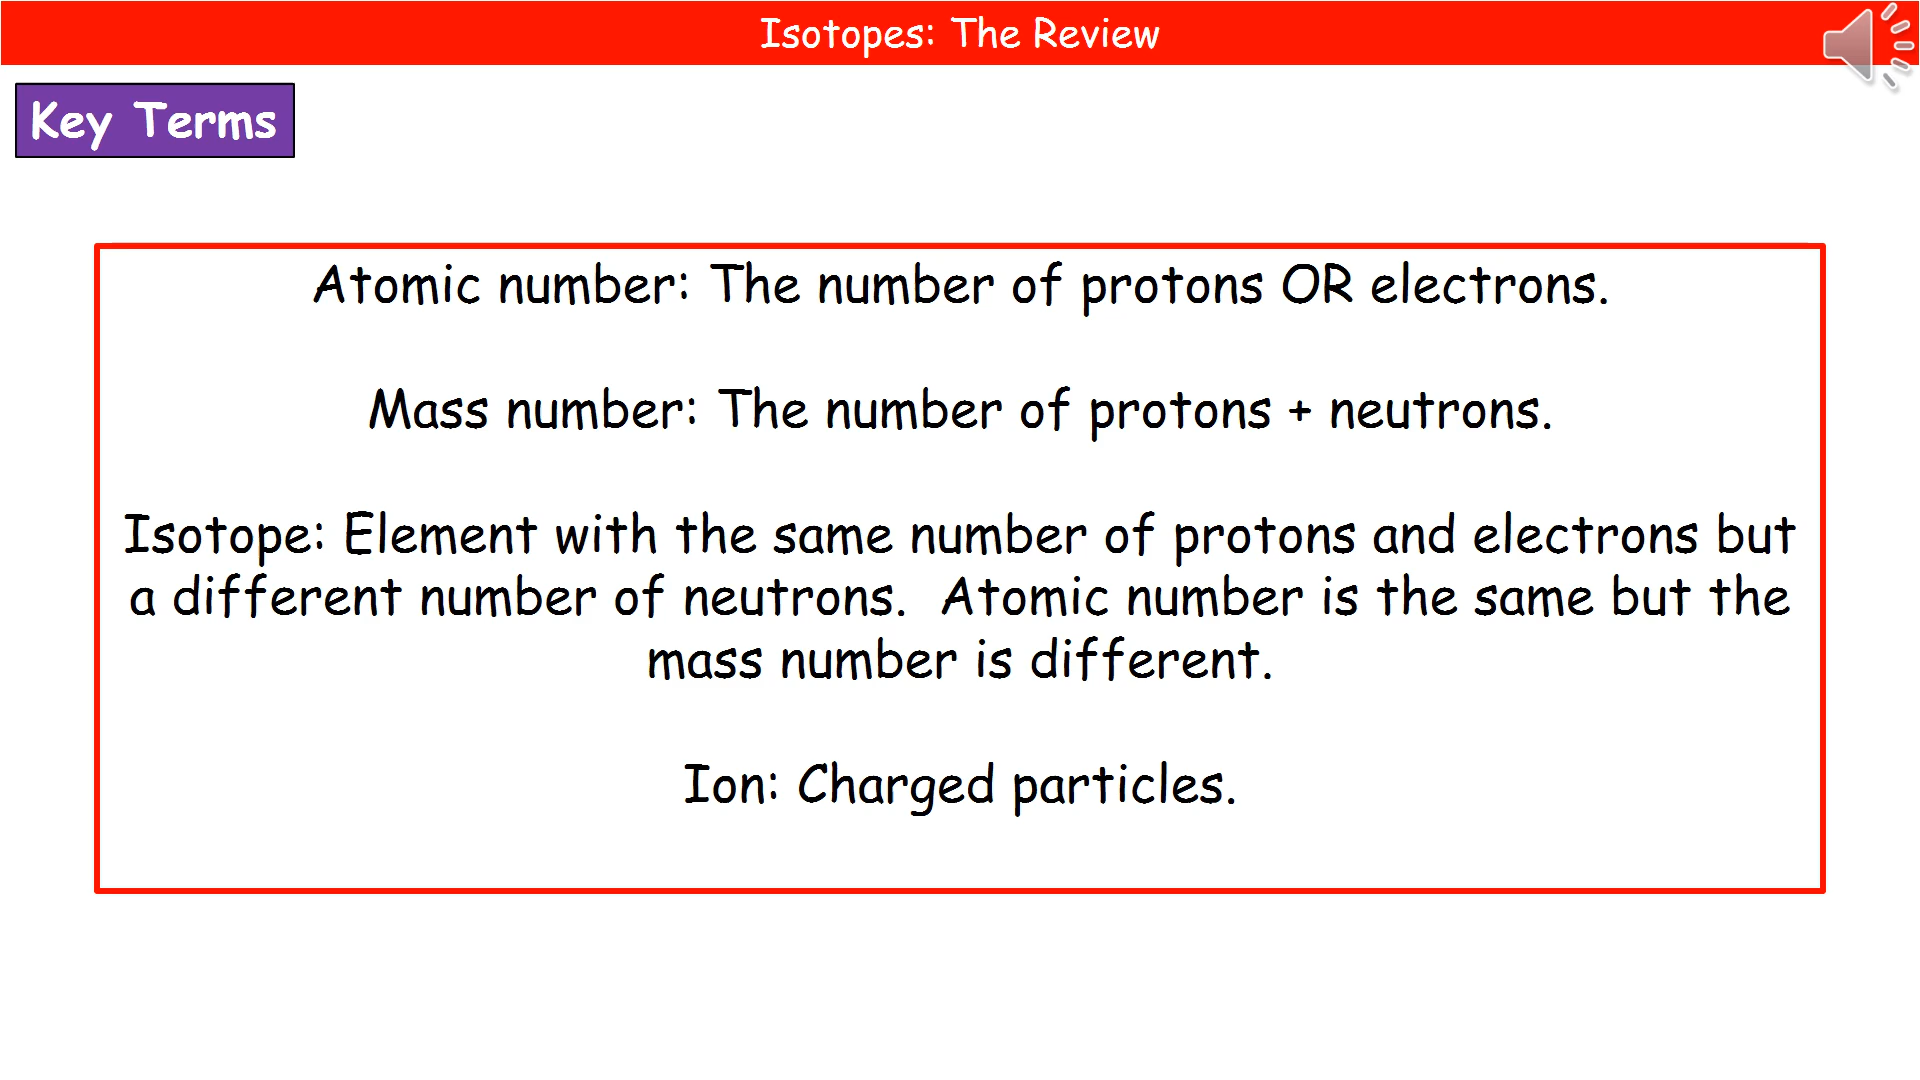 Isotopes: The Review
Key Terms
Atomic number: The number of protons OR electrons.
Mass number: The number of protons + neutrons.
Isotope: Element with the same number of protons and electrons but
a different number of neutrons.  Atomic number is the same but the
mass number is different.
Ion: Charged particles.